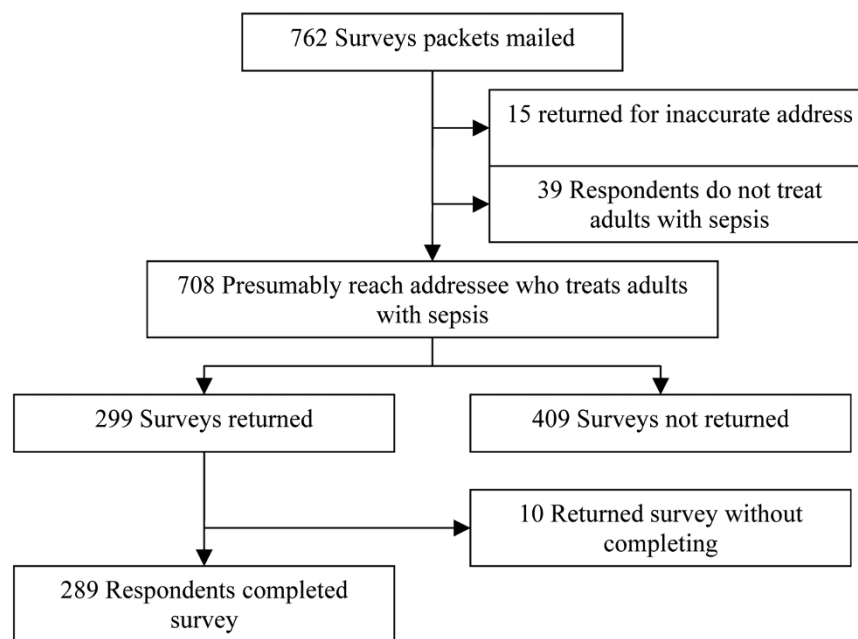 762 Surveys packets mailed
15 returned for inaccurate address
39 Respondents do not treat
adults with sepsis
708 Presumably reach addressee who treats adults
with sepsis
299 Surveys returned
409 Surveys not returned
10 Returned survey without
completing
289 Respondents completed
survey